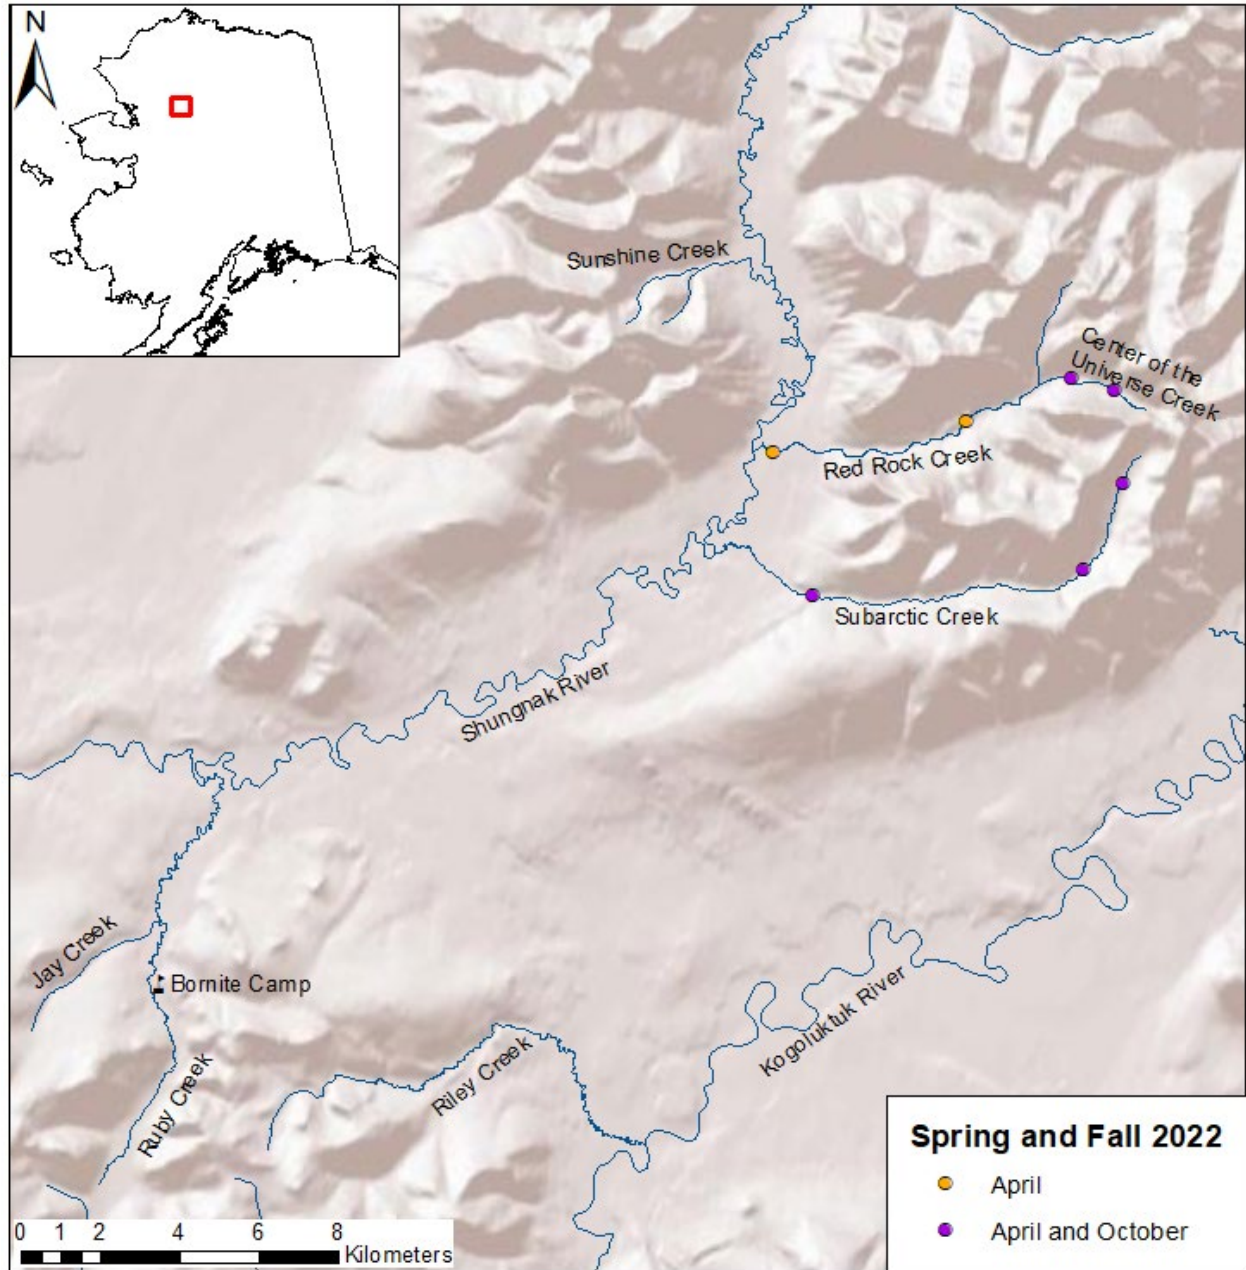 N
Sunshine Creek
Center of the
Universe Creek
Red Rock Creek
Subarctic Creek
Shungnak River
Jay Creek
Bornite Camp
Kogoluktuk River
Riley Creek
Ruby Creek
Spring and Fall 2022
April
April and October
0 1 2 4 6 8
Kilometers